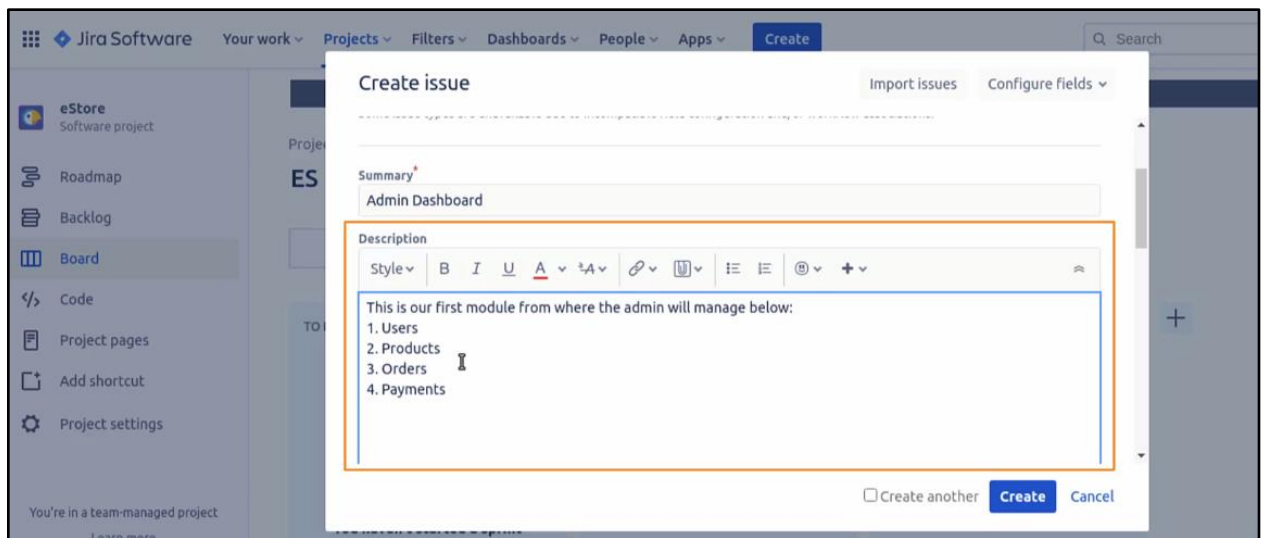 Jira Software Your work Projects Filters Dashboards People Apps Create Search
eStore
Software project
Roadmap
Backlog
Board
Code
Project pages
Add shortcut
Project settings
You're in a team-managed project
Learn more
ES
Create issue Import issues Configure fields
Summary*
Admin Dashboard
Description
Style B I U A
This is our first module from where the admin will manage below:
1. Users
2. Products
3. Orders
4. Payments
Create another Create Cancel